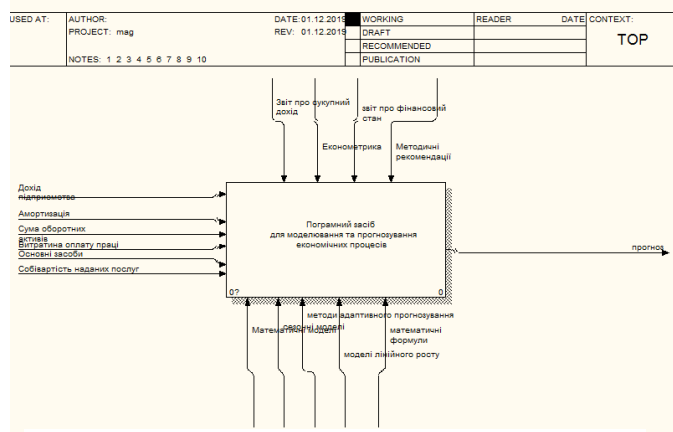 USED AT:
AUTHOR:
DATE:01.12.2019
WORKING
READER
DATE
CONTEXT:
PROJECT: mag
REV: 01.12.2019
DRAFT
TOP
RECOMMENDED
NOTES: 1 2 3 4 5 6 7 8 9 10
PUBLICATION
Звіт про сукупний
дохід
звіт про фінансовий
стан
Економетрика
Методичні
рекомендації
Дохід
підприємства
Амортизація
Сума оборотних
активів
Витратина оплату праці
Основні засоби
Собівартість наданих послуг
Пограмний засіб
для моделювання та прогнозування
економічних процесів
прогноз
0?
0
методи адаптивного прогнозування
сезонні моделі
Математичні моделі
математичні
формули
моделі лінійного росту